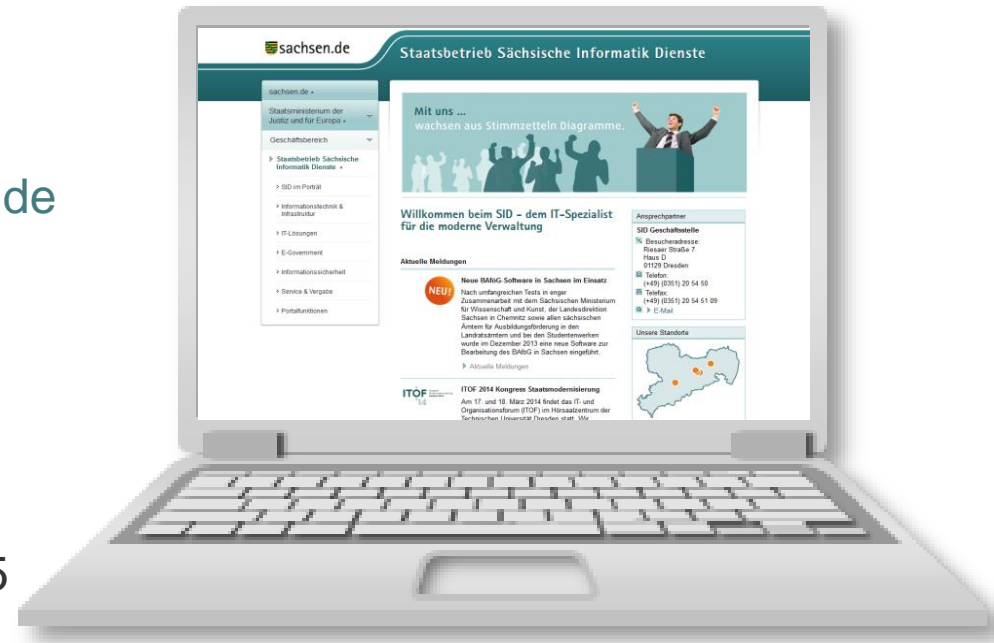 de
5
sachsen.de
Staatsbetrieb Sächsische Informatik Dienste
sachsen.de
Staatsministerium der
Justiz und für Europa
Geschäftsbereich
Staatsbetrieb Sächsische
Informatik Dienste
SID im Porträt
Informationstechnik &
Infrastruktur
IT-Lösungen
E-Government
Informationssicherheit
Service & Vergabe
Portalfunktionen
Mit uns ...
wachsen aus Stimmzetteln Diagramme.
Willkommen beim SID – dem IT-Spezialist
für die moderne Verwaltung
Aktuelle Meldungen
NEU!
Neue BAföG-Software in Sachsen im Einsatz
Nach umfangreichen Tests in enger
Zusammenarbeit mit dem Sächsischen Ministerium
für Wissenschaft und Kunst, der Landesdirektion
Sachsen in Chemnitz sowie allen sächsischen
Ämtern für Ausbildungsförderung in den
Landratsämtern und bei den Studentenwerken
wurde im Dezember 2013 eine neue Software zur
Bearbeitung des BAföG in Sachsen eingeführt.
Aktuelle Meldungen
ITOF
14
ITOF 2014 Kongress Staatsmodernisierung
Am 17. und 18. März 2014 findet das IT- und
Organisationsforum (ITOF) im Hörsaalzentrum der
Technischen Universität Dresden statt. Wir
Ansprechpartner
SID Geschäftsstelle
Besucheradresse:
Riesaer Straße 7
Haus D
01129 Dresden
Telefon:
(+49) (0351) 20 54 50
Telefax:
(+49) (0351) 20 54 51 09
E-Mail
Unsere Standorte